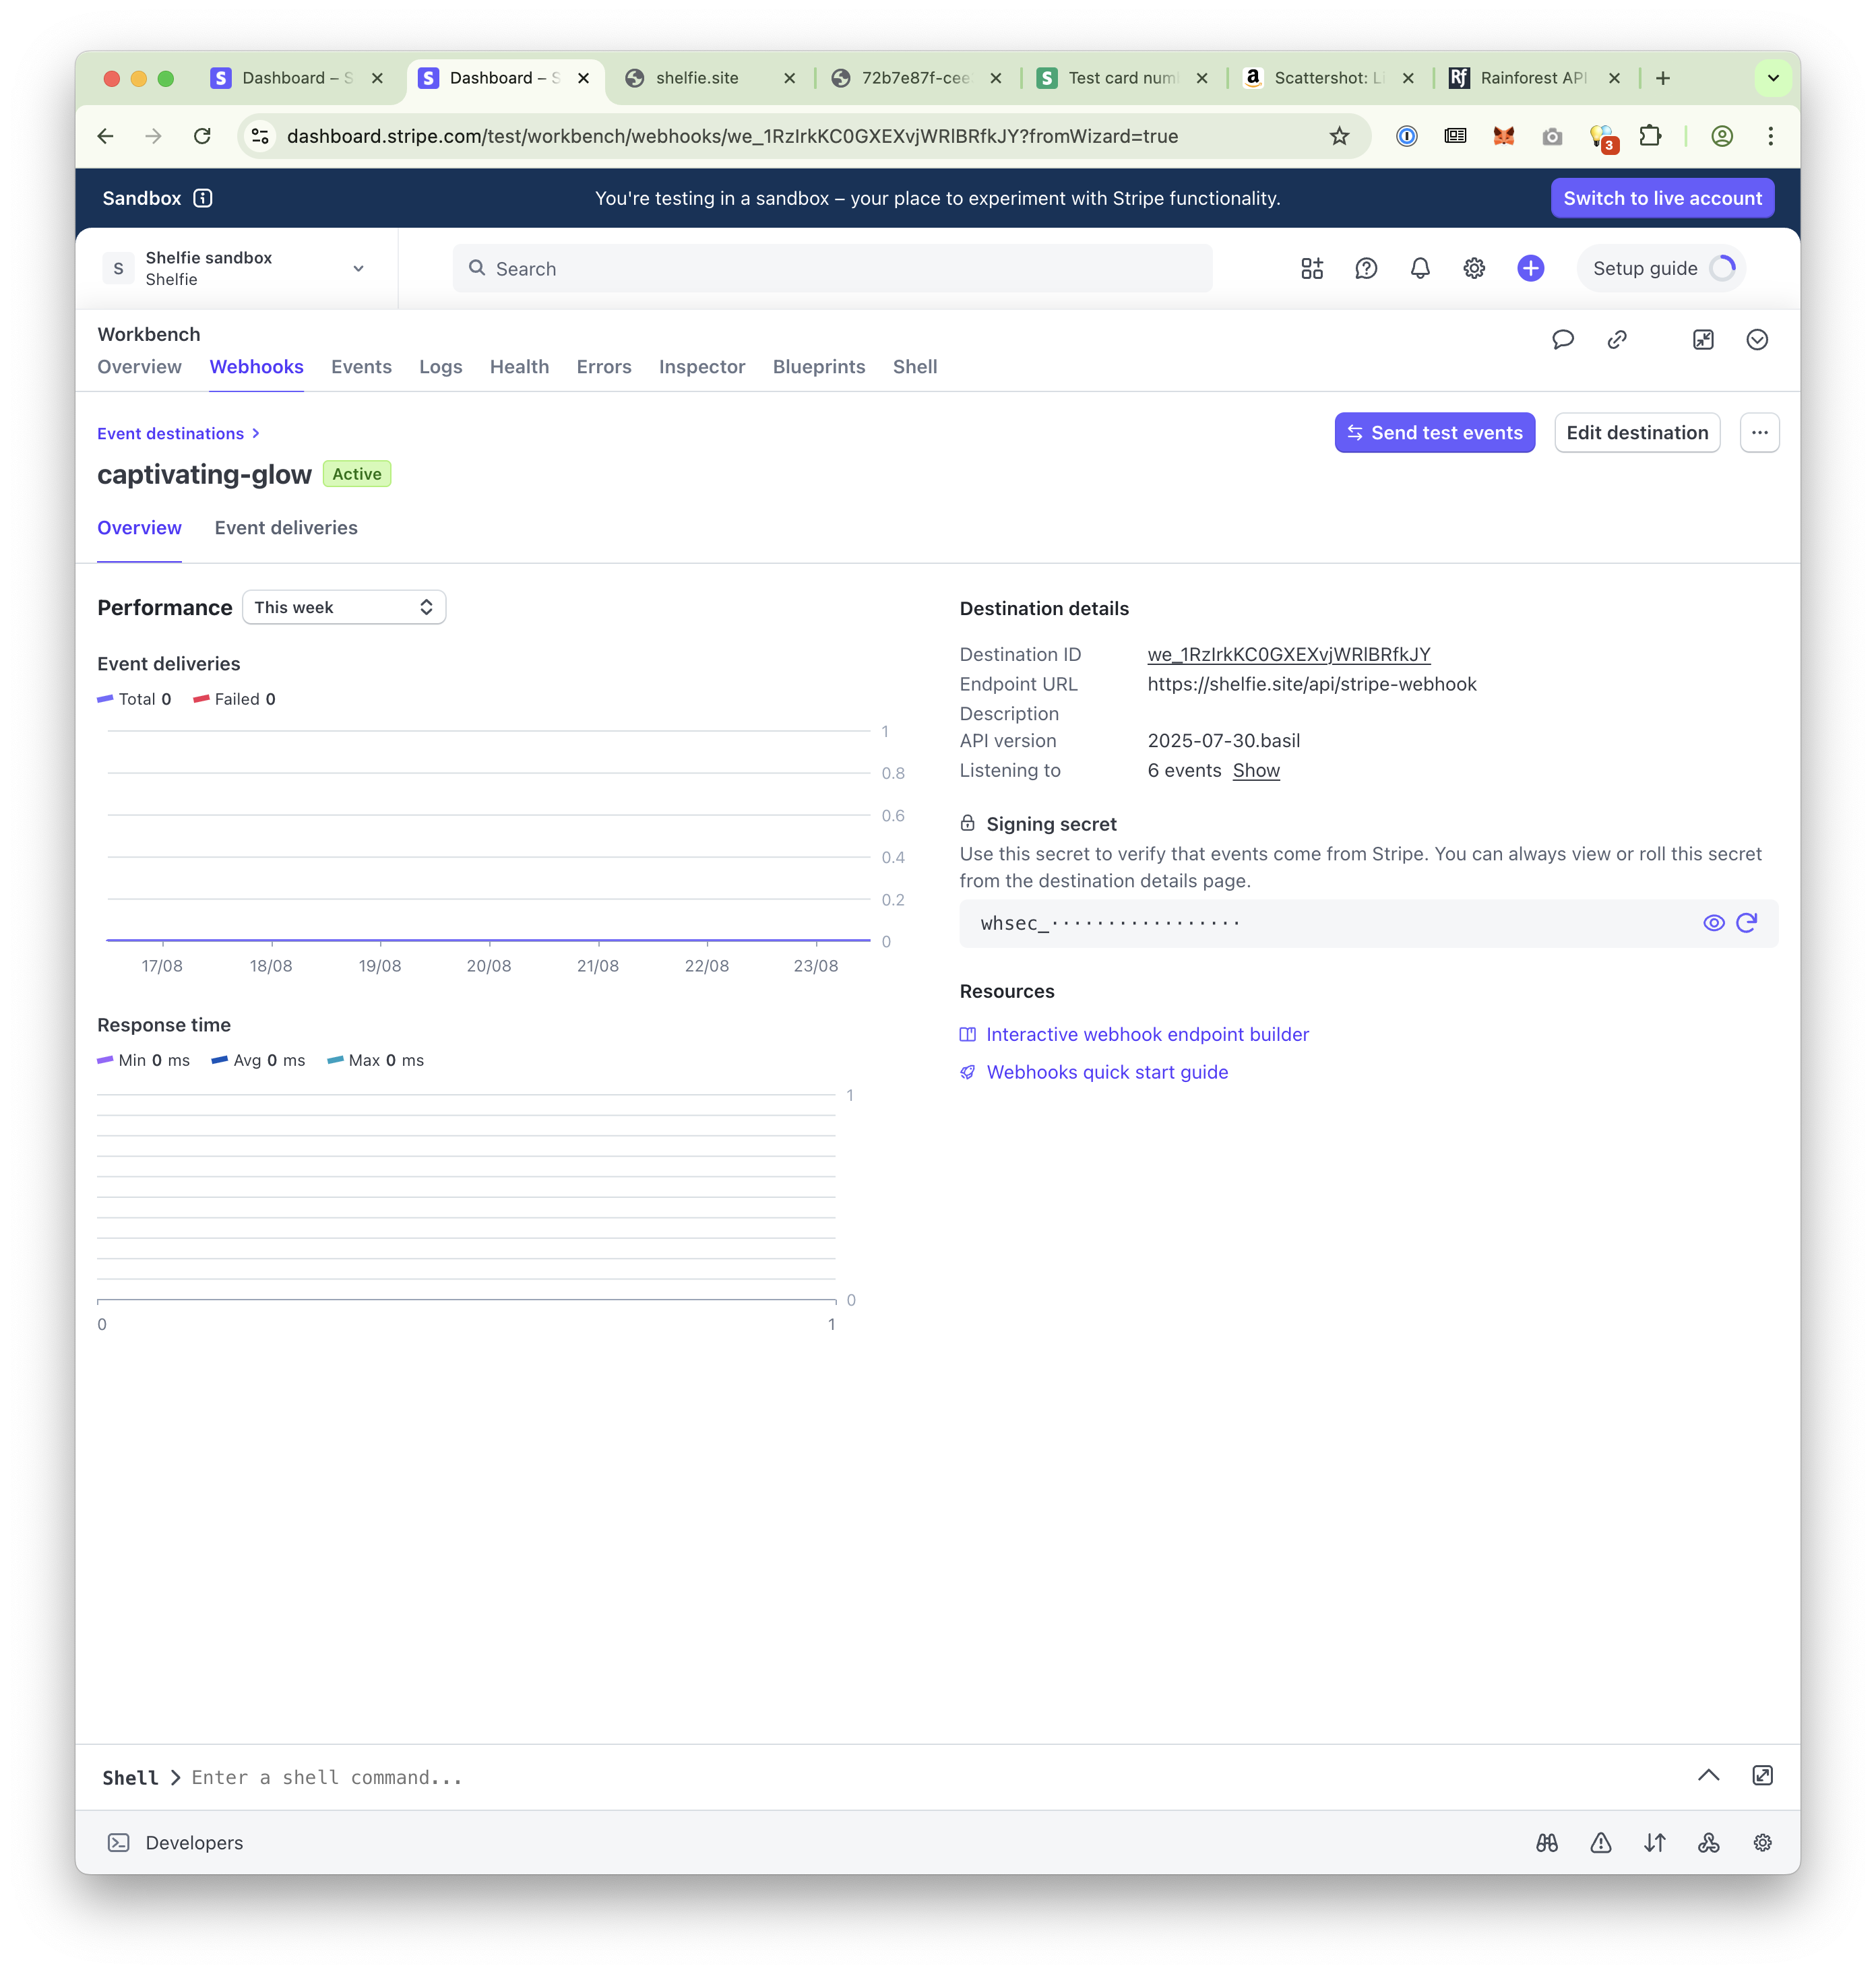 Dashboard – S
Dashboard – S
shelfie.site
72b7e87f-cee
Test card num
Scattershot: L
Rainforest API
dashboard.stripe.com/test/workbench/webhooks/we_1RzIrkKC0GXEXvjWRlBRfkJY?fromWizard=true
3
Sandbox
You're testing in a sandbox – your place to experiment with Stripe functionality.
Switch to live account
S
Shelfie sandbox
Shelfie
Search
Setup guide
Workbench
Overview
Webhooks
Events
Logs
Health
Errors
Inspector
Blueprints
Shell
Event destinations
Send test events
Edit destination
captivating-glow
Active
Overview
Event deliveries
Performance
This week
Event deliveries
Total 0
Failed 0
1
0.8
0.6
0.4
0.2
0
17/08
18/08
19/08
20/08
21/08
22/08
23/08
Response time
Min 0 ms
Avg 0 ms
Max 0 ms
1
0
0
1
Destination details
Destination ID
we_1RzIrkKC0GXEXvjWRlBRfkJY
Endpoint URL
https://shelfie.site/api/stripe-webhook
Description
API version
2025-07-30.basil
Listening to
6 events Show
Signing secret
Use this secret to verify that events come from Stripe. You can always view or roll this secret
from the destination details page.
whsec_·················
Resources
Interactive webhook endpoint builder
Webhooks quick start guide
Shell
Enter a shell command...
Developers